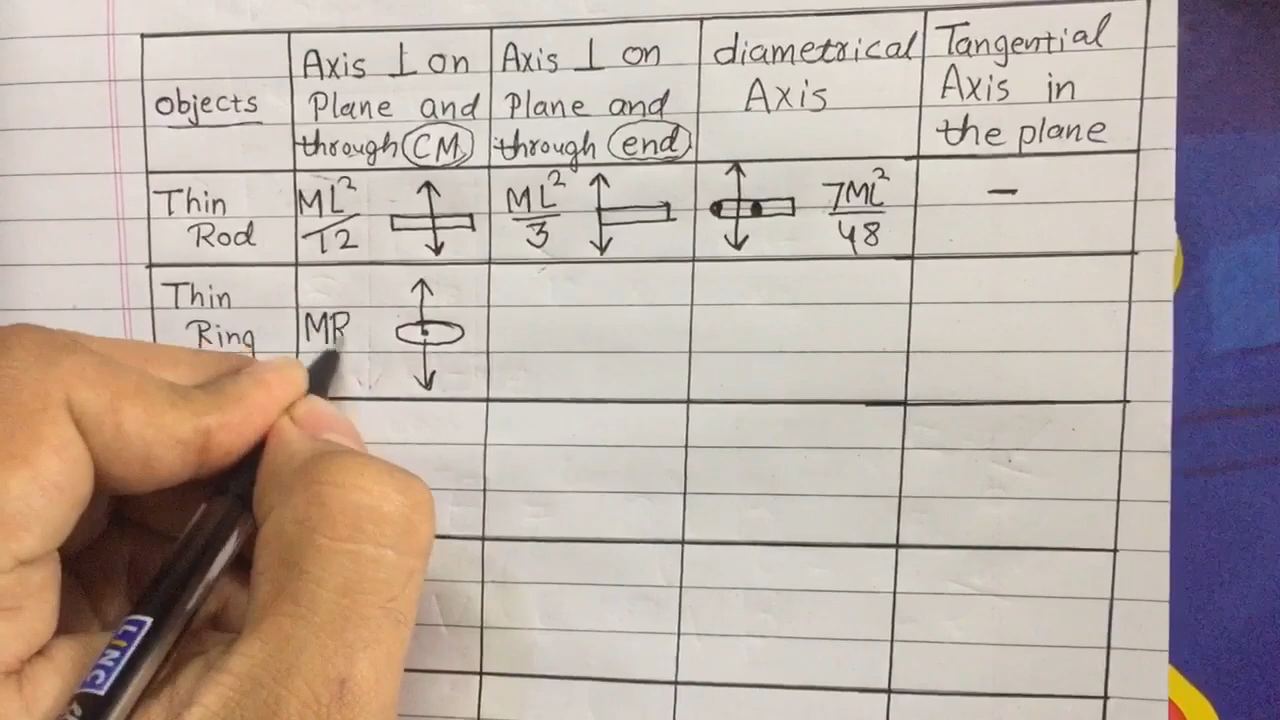 objects
Axis ⊥ on
Plane and
through CM
Axis ⊥ on
Plane and
through end
diametrical
Axis
Tangential
Axis in
the plane
Thin
Rod
ML²/12
ML²/3
7ML²/48
–
Thin
Ring
MR
LINC